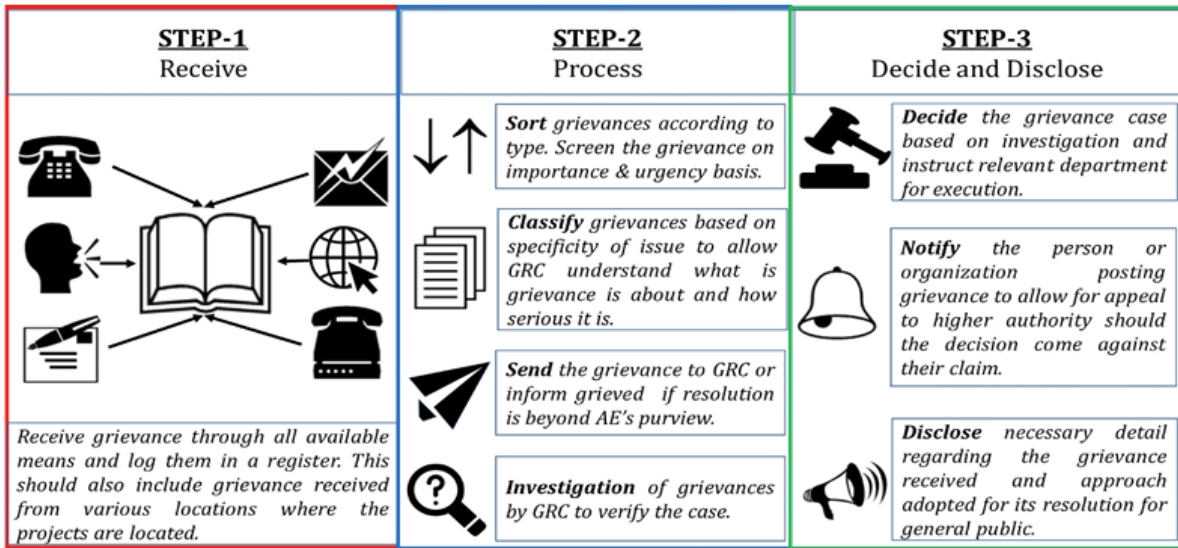 STEP-1
Receive
Receive grievance through all available
means and log them in a register. This
should also include grievance received
from various locations where the
projects are located.
STEP-2
Process
Sort grievances according to
type. Screen the grievance on
importance & urgency basis.
Classify grievances based on
specificity of issue to allow
GRC understand what is
grievance is about and how
serious it is.
Send the grievance to GRC or
inform grieved if resolution
is beyond AE's purview.
?
Investigation of grievances
by GRC to verify the case.
STEP-3
Decide and Disclose
Decide the grievance case
based on investigation and
instruct relevant department
for execution.
Notify the person or
organization posting
grievance to allow for appeal
to higher authority should
the decision come against
their claim.
Disclose necessary detail
regarding the grievance
received and approach
adopted for its resolution for
general public.